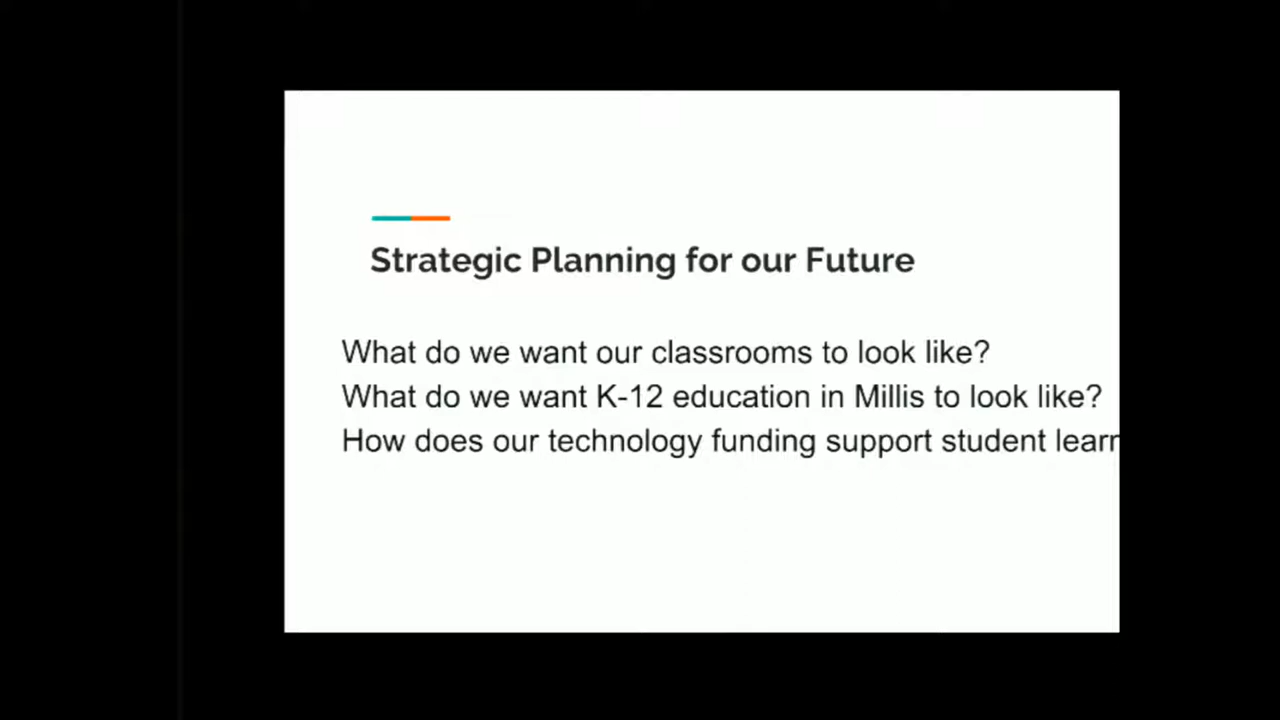 Strategic Planning for our Future
What do we want our classrooms to look like?
What do we want K-12 education in Millis to look like?
How does our technology funding support student learn